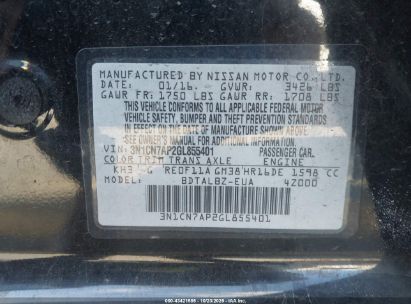 MANUFACTURED BY NISSAN MOTOR CO., LTD.
DATE: 01/16. GVWR: 3426 LBS
GAWR FR: 1750 LBS GAWR RR: 1708 LBS
THIS VEHICLE CONFORMS TO ALL APPLICABLE FEDERAL MOTOR
VEHICLE SAFETY, BUMPER AND THEFT PREVENTION STANDARDS
IN EFFECT ON THE DATE OF MANUFACTURE SHOWN ABOVE.
SEE OWNER'S MANUAL FOR ADDITIONAL INFORMATION
VIN: 3N1CN7AP2GL855401 PASSENGER CAR.
COLOR TRIM TRANS AXLE ENGINE
KH3 G RE0F11A GM38 HR16DE 1598 CC
MODEL: BDTALBZ-EUA 42000
3N1CN7AP2GL855401